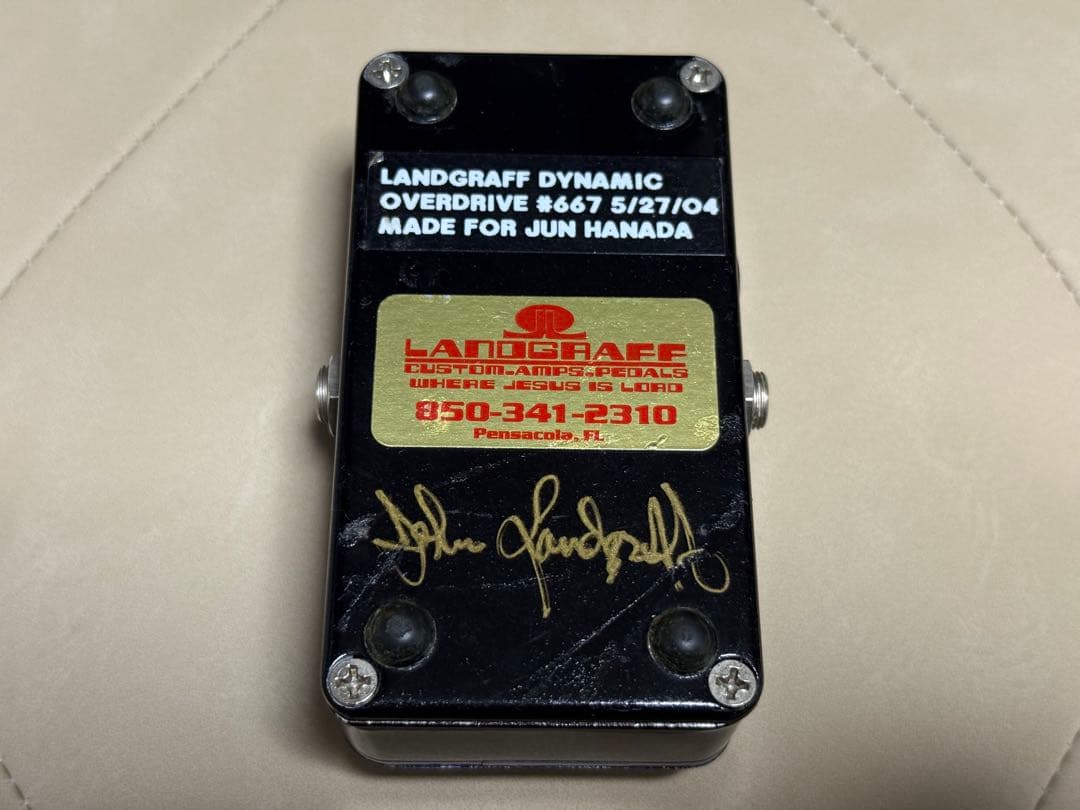 LANDGRAFF DYNAMIC
OVERDRIVE #667 5/27/04
MADE FOR JUN HANADA
LANDGRAFF
CUSTOM-AMPS-PEDALS
WHERE JESUS IS LORD
850-341-2310
Pensacola, FL
John Landgraff